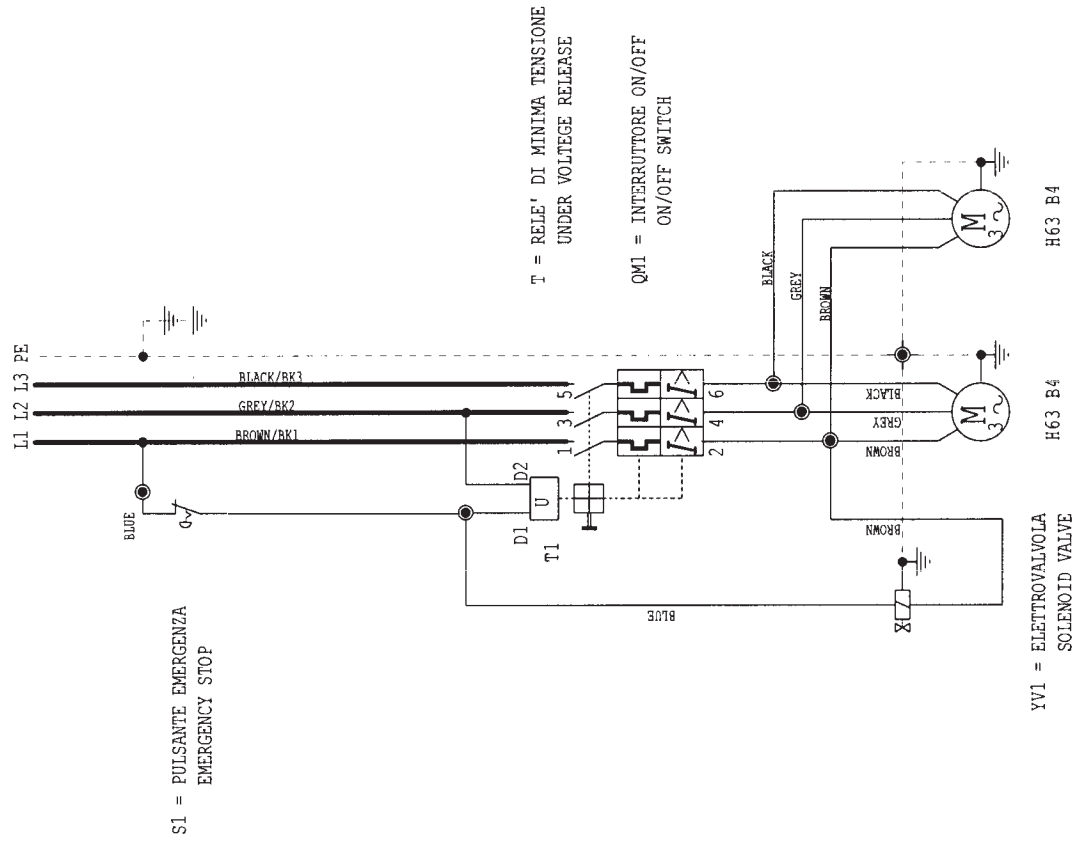 L1 L2 L3 PE
BROWN/BK1
GREY/BK2
BLACK/BK3
BLUE
S1 = PULSANTE EMERGENZA
EMERGENCY STOP
T = RELE' DI MINIMA TENSIONE
UNDER VOLTEGE RELEASE
QM1 = INTERRUTTORE ON/OFF
ON/OFF SWITCH
D1 D2
U
T1
1 3 5
2 4 6
BLACK
GREY
BROWN
BROWN
GREY
BLACK
BROWN
BLUE
M
3~
H63 B4
M
3~
H63 B4
YV1 = ELETTROVALVOLA
SOLENOID VALVE